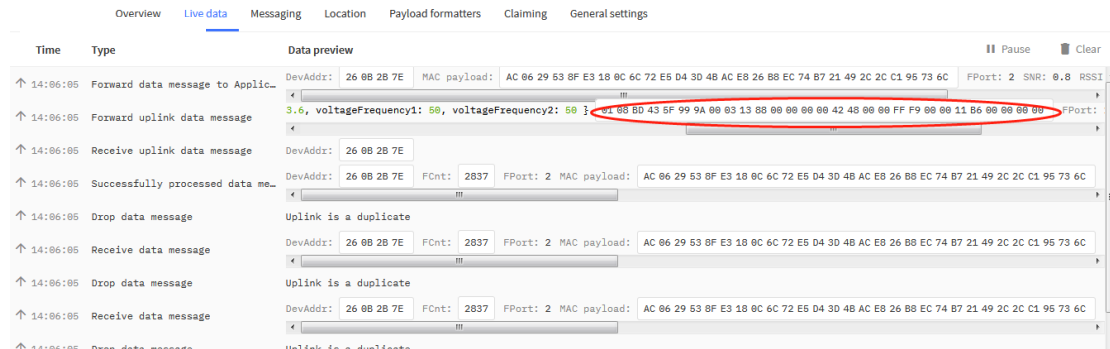 Overview Live data Messaging Location Payload formatters Claiming General settings
Time Type Data preview Pause Clear
14:06:05 Forward data message to Applic… DevAddr: 26 0B 2B 7E MAC payload: AC 06 29 53 8F E3 18 0C 6C 72 E5 D4 3D 4B AC E8 26 B8 EC 74 B7 21 49 2C 2C C1 95 73 6C FPort: 2 SNR: 0.8 RSSI
14:06:05 Forward uplink data message 3.6, voltageFrequency1: 50, voltageFrequency2: 50 } 01 08 BD 43 5F 99 9A 00 03 13 88 00 00 00 00 42 48 00 00 FF F9 00 00 11 B6 00 00 00 00 FPort:
14:06:05 Receive uplink data message DevAddr: 26 0B 2B 7E
14:06:05 Successfully processed data me… DevAddr: 26 0B 2B 7E FCnt: 2837 FPort: 2 MAC payload: AC 06 29 53 8F E3 18 0C 6C 72 E5 D4 3D 4B AC E8 26 B8 EC 74 B7 21 49 2C 2C C1 95 73 6C
14:06:05 Drop data message Uplink is a duplicate
14:06:05 Receive data message DevAddr: 26 0B 2B 7E FCnt: 2837 FPort: 2 MAC payload: AC 06 29 53 8F E3 18 0C 6C 72 E5 D4 3D 4B AC E8 26 B8 EC 74 B7 21 49 2C 2C C1 95 73 6C
14:06:05 Drop data message Uplink is a duplicate
14:06:05 Receive data message DevAddr: 26 0B 2B 7E FCnt: 2837 FPort: 2 MAC payload: AC 06 29 53 8F E3 18 0C 6C 72 E5 D4 3D 4B AC E8 26 B8 EC 74 B7 21 49 2C 2C C1 95 73 6C
14:06:05 Drop data message Uplink is a duplicate